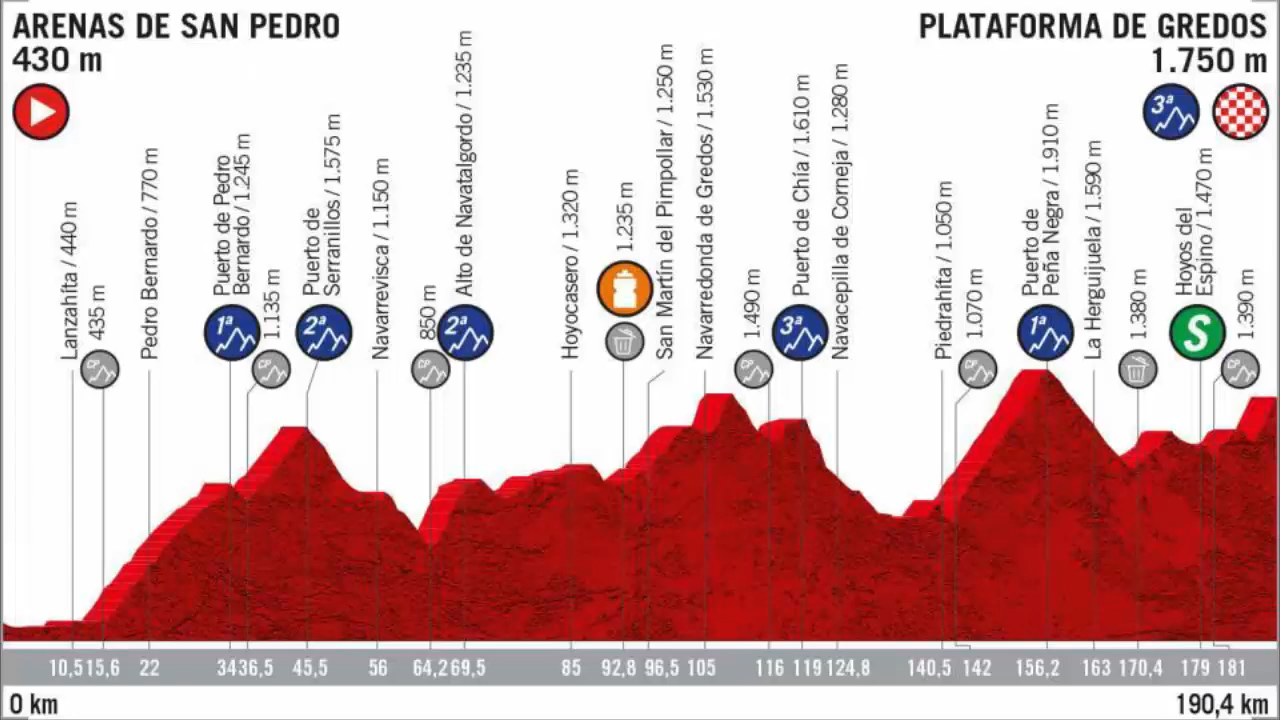 ARENAS DE SAN PEDRO
430 m
PLATAFORMA DE GREDOS
1.750 m
3ª
Lanzahíta / 440 m
435 m
CP
Pedro Bernardo / 770 m
Puerto de Pedro
Bernardo / 1.245 m
1ª
1.135 m
CP
Puerto de
Serranillos / 1.575 m
2ª
Navarrevisca / 1.150 m
850 m
CP
Alto de Navatalgordo / 1.235 m
2ª
Hoyocasero / 1.320 m
1.235 m
San Martín del Pimpollar / 1.250 m
Navarredonda de Gredos / 1.530 m
1.490 m
CP
Puerto de Chía / 1.610 m
3ª
Navacepilla de Corneja / 1.280 m
Piedrahíta / 1.050 m
1.070 m
CP
Puerto de
Peña Negra / 1.910 m
1ª
La Herguijuela / 1.590 m
1.380 m
Hoyos del
Espino / 1.470 m
S
1.390 m
CP
10,5 15,6 22 34 36,5 45,5 56 64,2 69,5 85 92,8 96,5 105 116 119 124,8 140,5 142 156,2 163 170,4 179 181
0 km
190,4 km